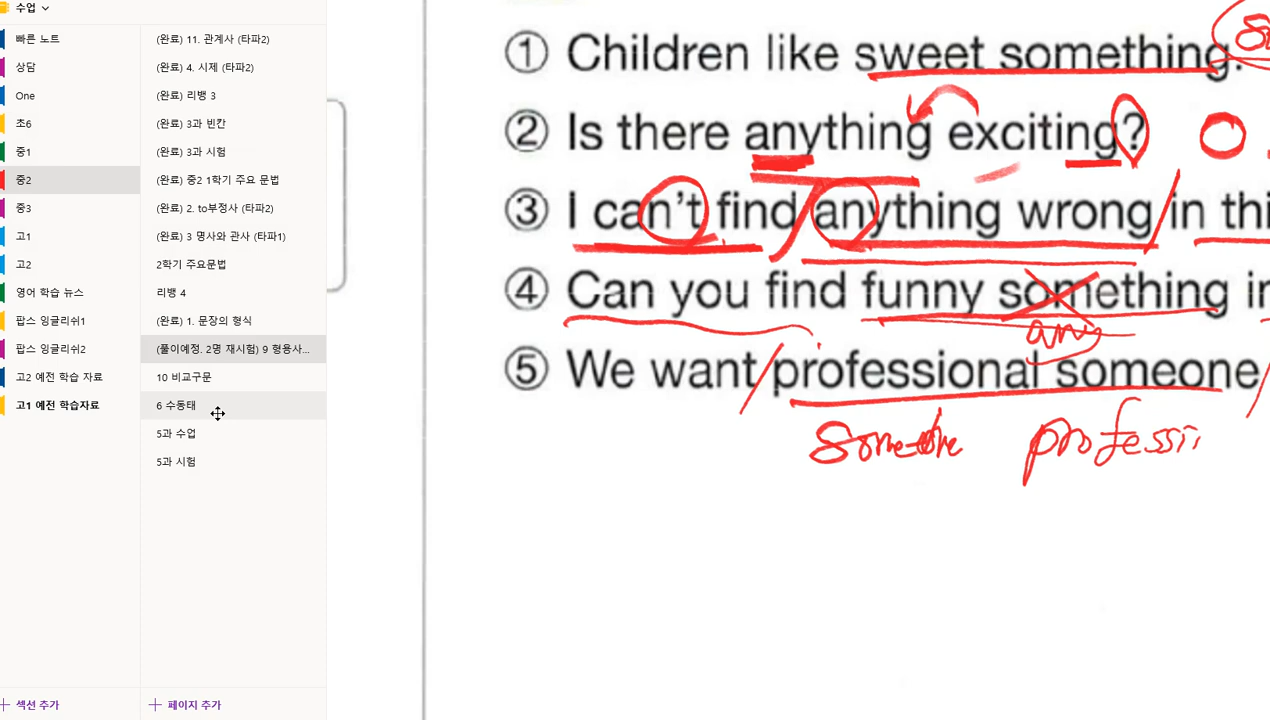 수업
빠른 노트
상담
One
초6
중1
중2
중3
고1
고2
영어 학습 뉴스
팝스 잉글리쉬1
팝스 잉글리쉬2
고2 예전 학습 자료
고1 예전 학습자료
섹션 추가
(완료) 11. 관계사 (타파2)
(완료) 4. 시제 (타파2)
(완료) 리뱅 3
(완료) 3과 빈칸
(완료) 3과 시험
(완료) 중2 1학기 주요 문법
(완료) 2. to부정사 (타파2)
(완료) 3 명사와 관사 (타파1)
2학기 주요문법
리뱅 4
(완료) 1. 문장의 형식
(풀이예정. 2명 재시험) 9 형용사...
10 비교구문
6 수동태
5과 수업
5과 시험
페이지 추가
① Children like sweet something.
② Is there anything exciting?
③ I can't find anything wrong in thi
④ Can you find funny something in
any
⑤ We want professional someone
someone professi